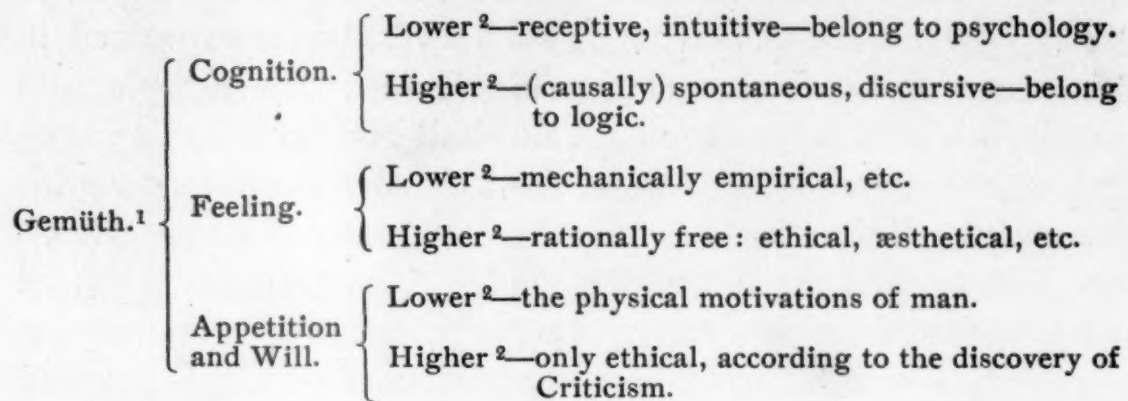 Lower ²—receptive, intuitive—belong to psychology.
Cognition.
Higher ²—(causally) spontaneous, discursive—belong
to logic.
Lower ²—mechanically empirical, etc.
Gemüth.¹
Feeling.
Higher ²—rationally free: ethical, æsthetical, etc.
Lower ²—the physical motivations of man.
Appetition
and Will.
Higher ²—only ethical, according to the discovery of
Criticism.